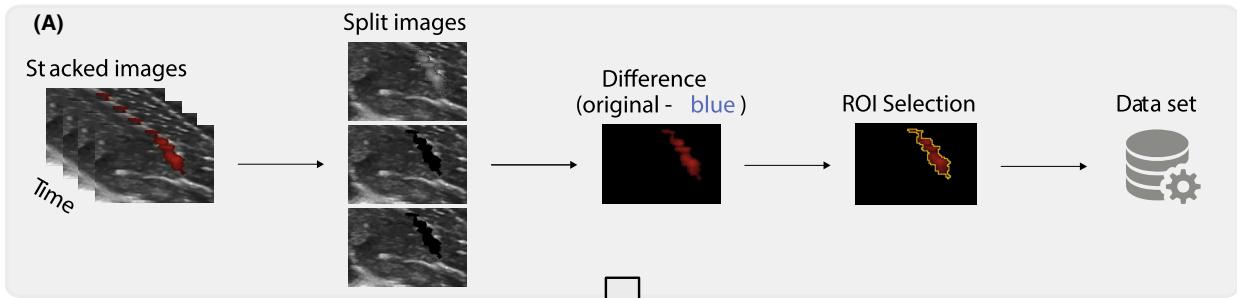 (A)
Split images
Stacked images
Time
Difference
(original - blue)
ROI Selection
Data set